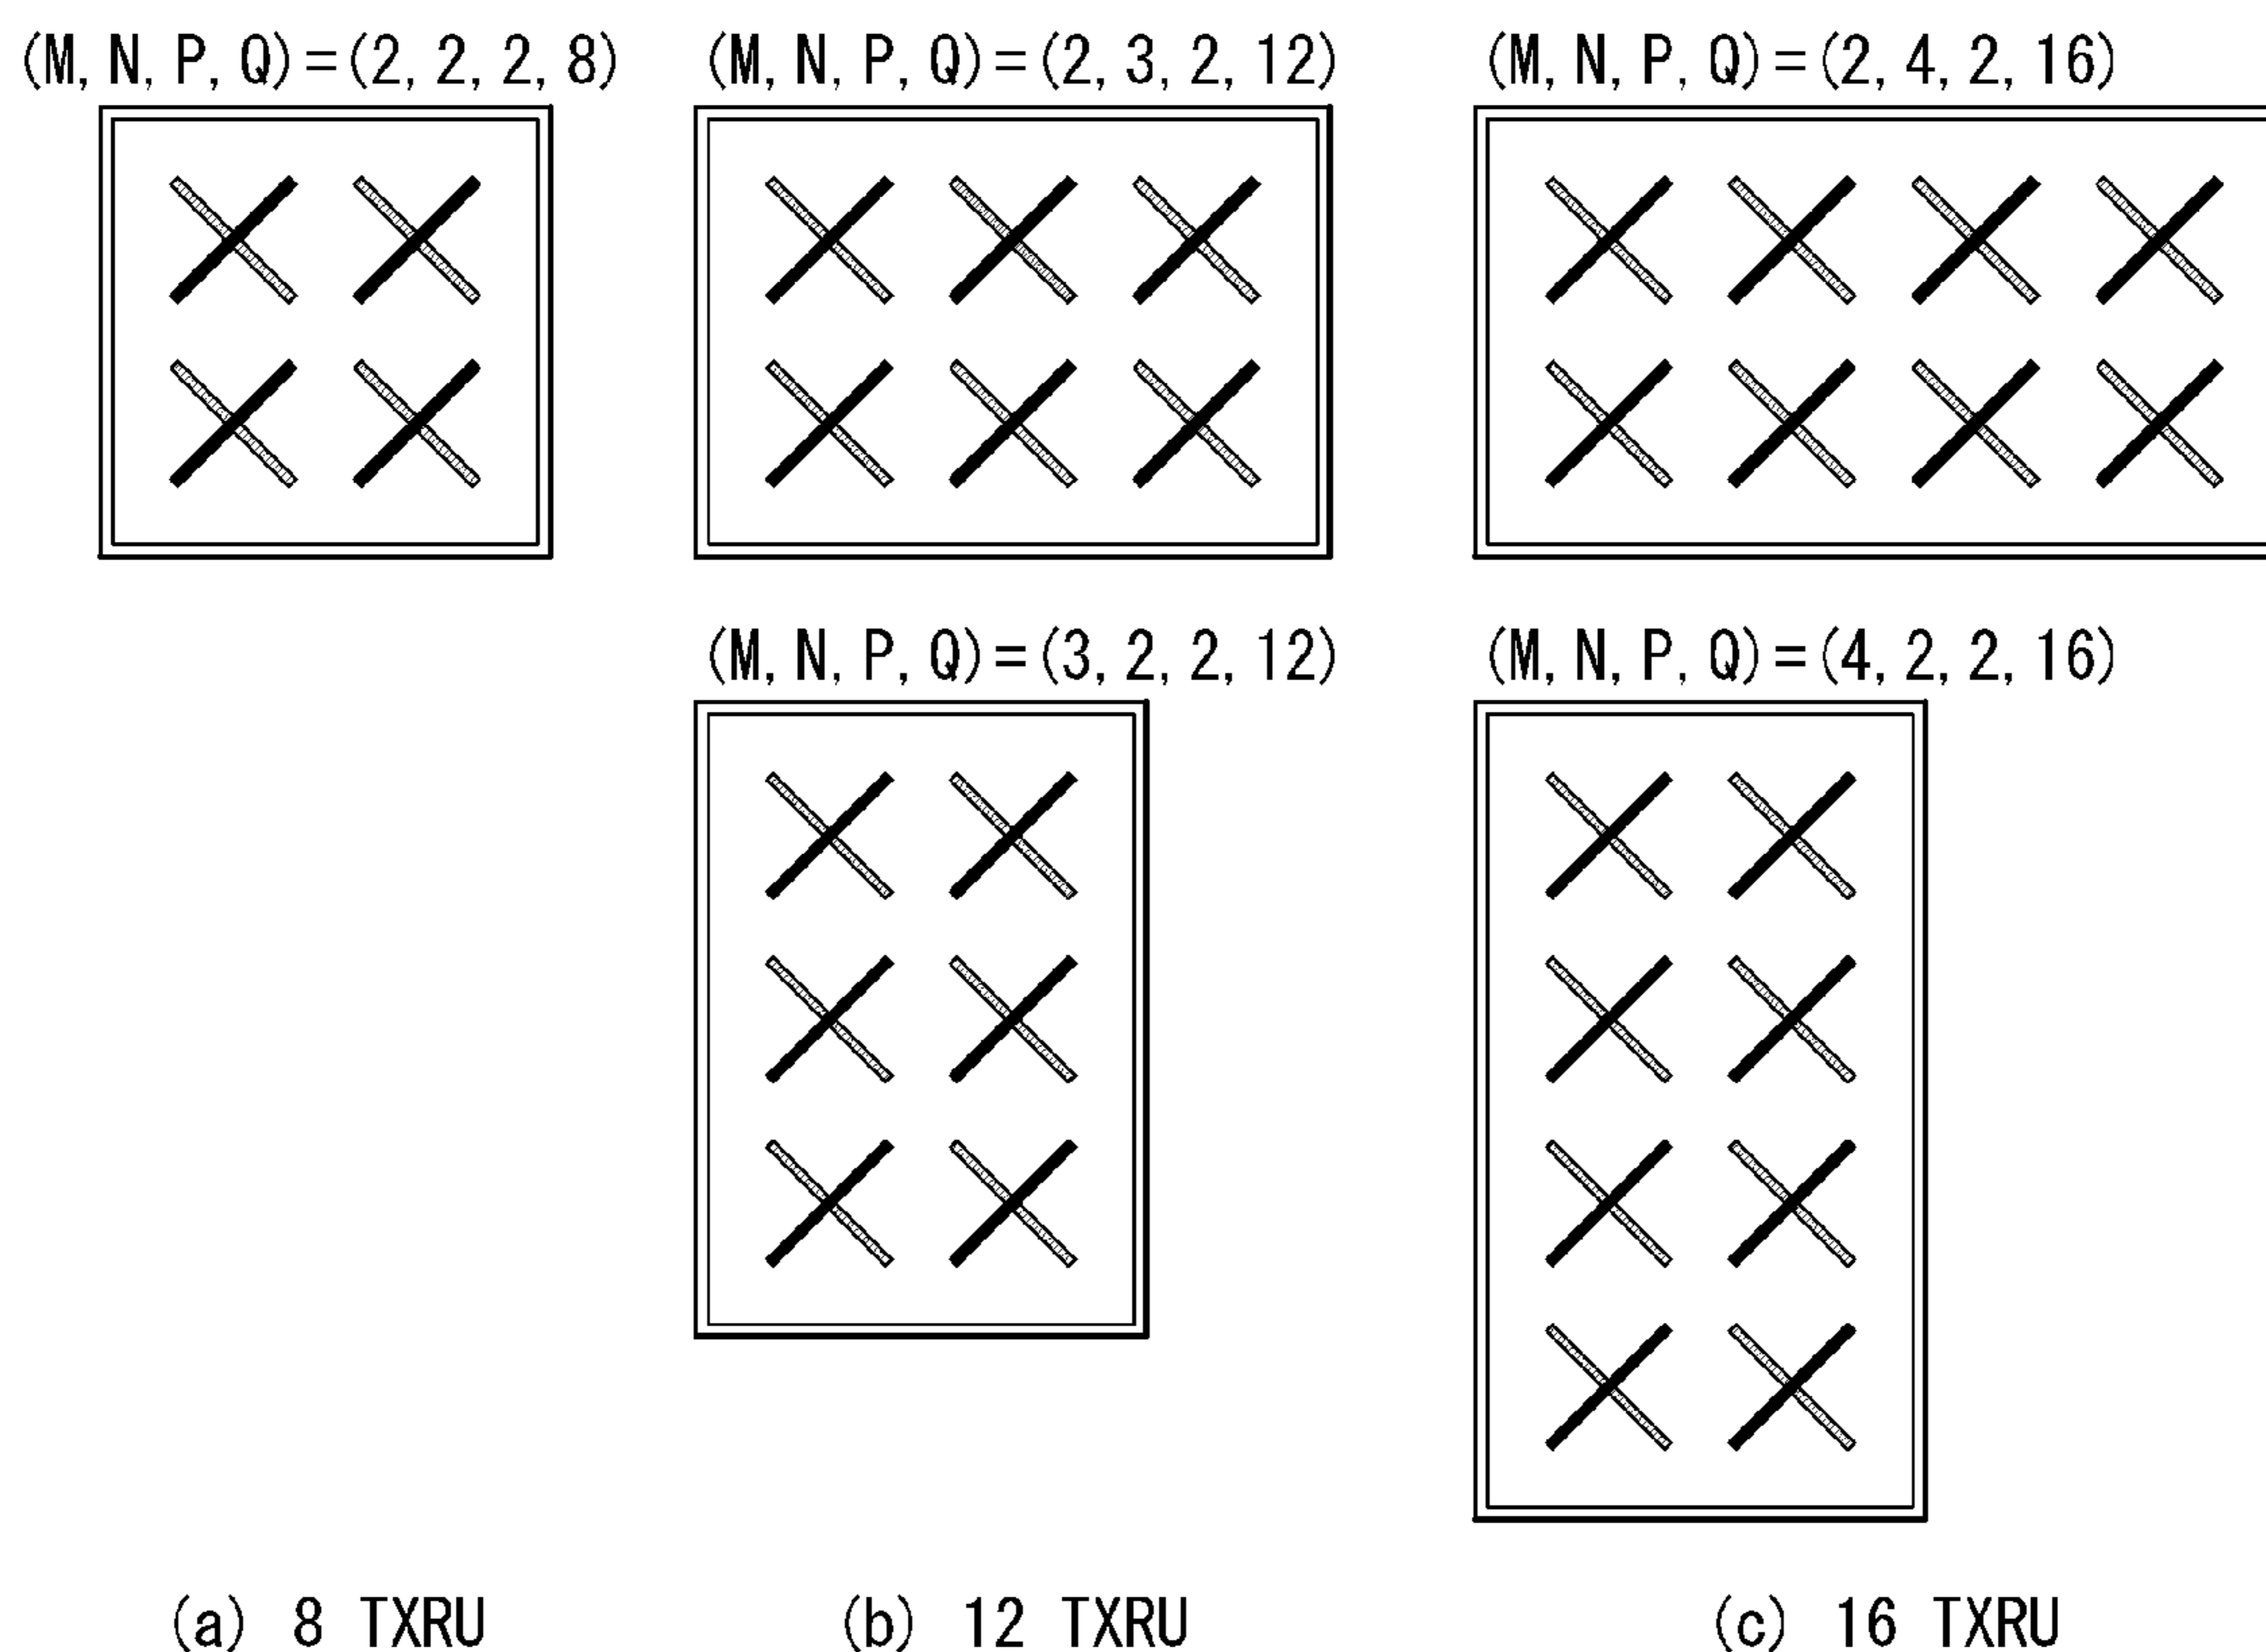 (M, N, P, Q)=(2, 2, 2, 8)
(M, N, P, Q)=(2, 3, 2, 12)
(M, N, P, Q)=(2, 4, 2, 16)
(M, N, P, Q)=(3, 2, 2, 12)
(M, N, P, Q)=(4, 2, 2, 16)
(a) 8 TXRU
(b) 12 TXRU
(c) 16 TXRU